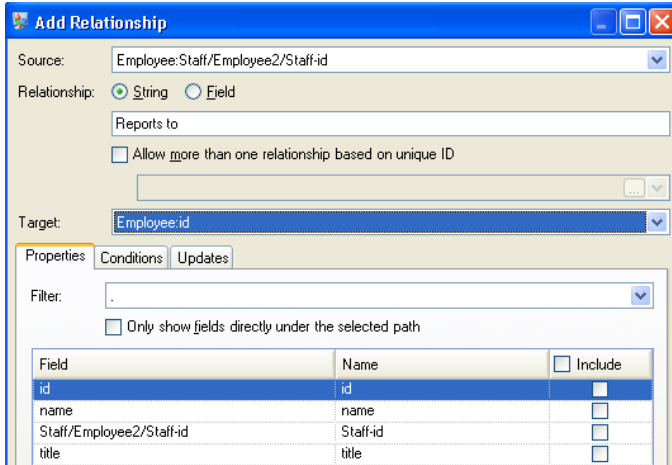 Add Relationship
Source: Employee:Staff/Employee2/Staff-id
Relationship: String Field
Reports to
Allow more than one relationship based on unique ID
...
Target: Employee:id
Properties Conditions Updates
Filter: .
Only show fields directly under the selected path
Field Name Include
id id
name name
Staff/Employee2/Staff-id Staff-id
title title